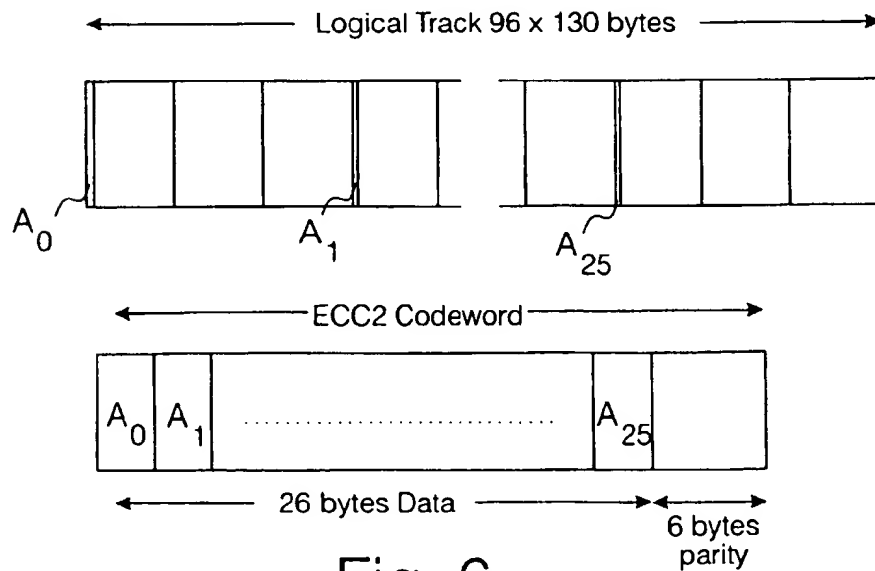 Logical Track 96 x 130 bytes
A0
A1
A25
ECC2 Codeword
A0 A1 .............................. A25
26 bytes Data
6 bytes
parity